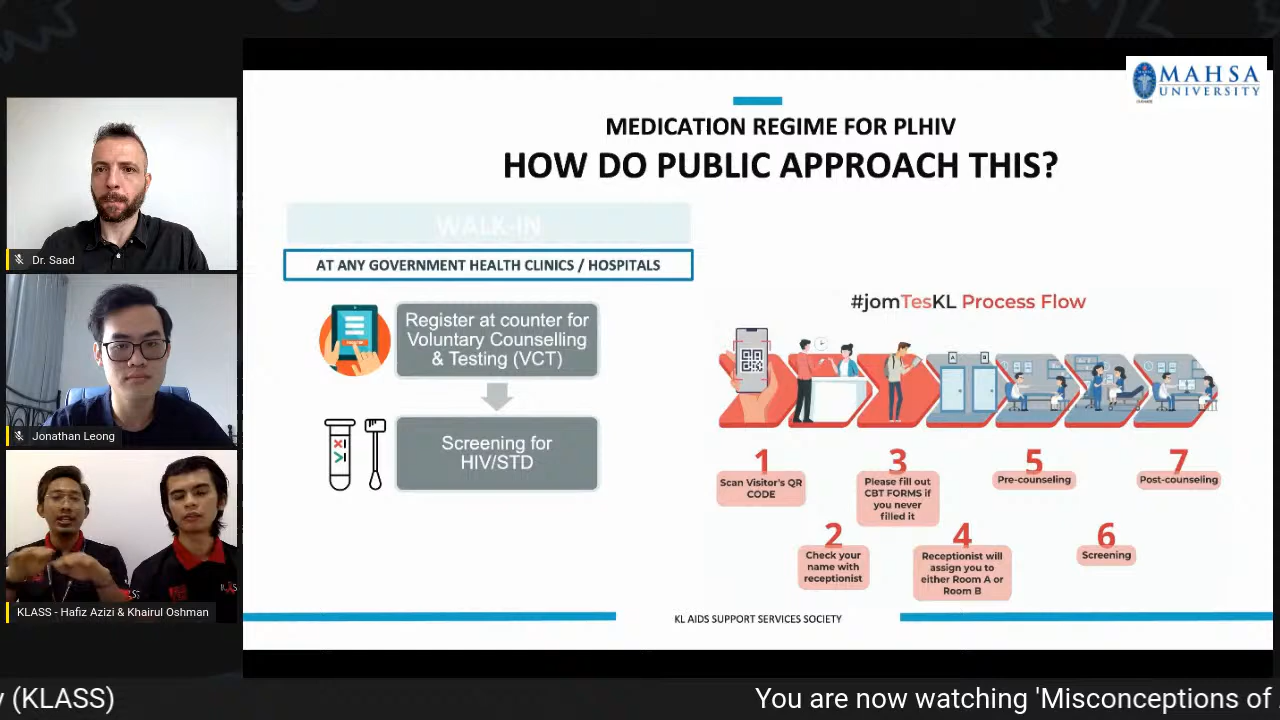 MAHSA
UNIVERSITY
MEDICATION REGIME FOR PLHIV
HOW DO PUBLIC APPROACH THIS?
WALK-IN
AT ANY GOVERNMENT HEALTH CLINICS / HOSPITALS
Register at counter for
Voluntary Counselling
& Testing (VCT)
Screening for
HIV/STD
#jomTesKL Process Flow
1
Scan Visitor's QR
CODE
2
Check your
name with
receptionist
3
Please fill out
CBT FORMS if
you never
filled it
4
Receptionist will
assign you to
either Room A or
Room B
5
Pre-counseling
6
Screening
7
Post-counseling
KL AIDS SUPPORT SERVICES SOCIETY
Dr. Saad
Jonathan Leong
KLASS - Hafiz Azizi & Khairul Oshman
y (KLASS)
You are now watching 'Misconceptions of